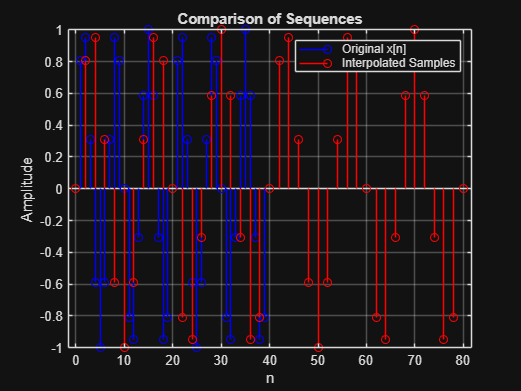 Comparison of Sequences
Original x[n]
Interpolated Samples
Amplitude
1
0.8
0.6
0.4
0.2
0
-0.2
-0.4
-0.6
-0.8
-1
0 10 20 30 40 50 60 70 80
n